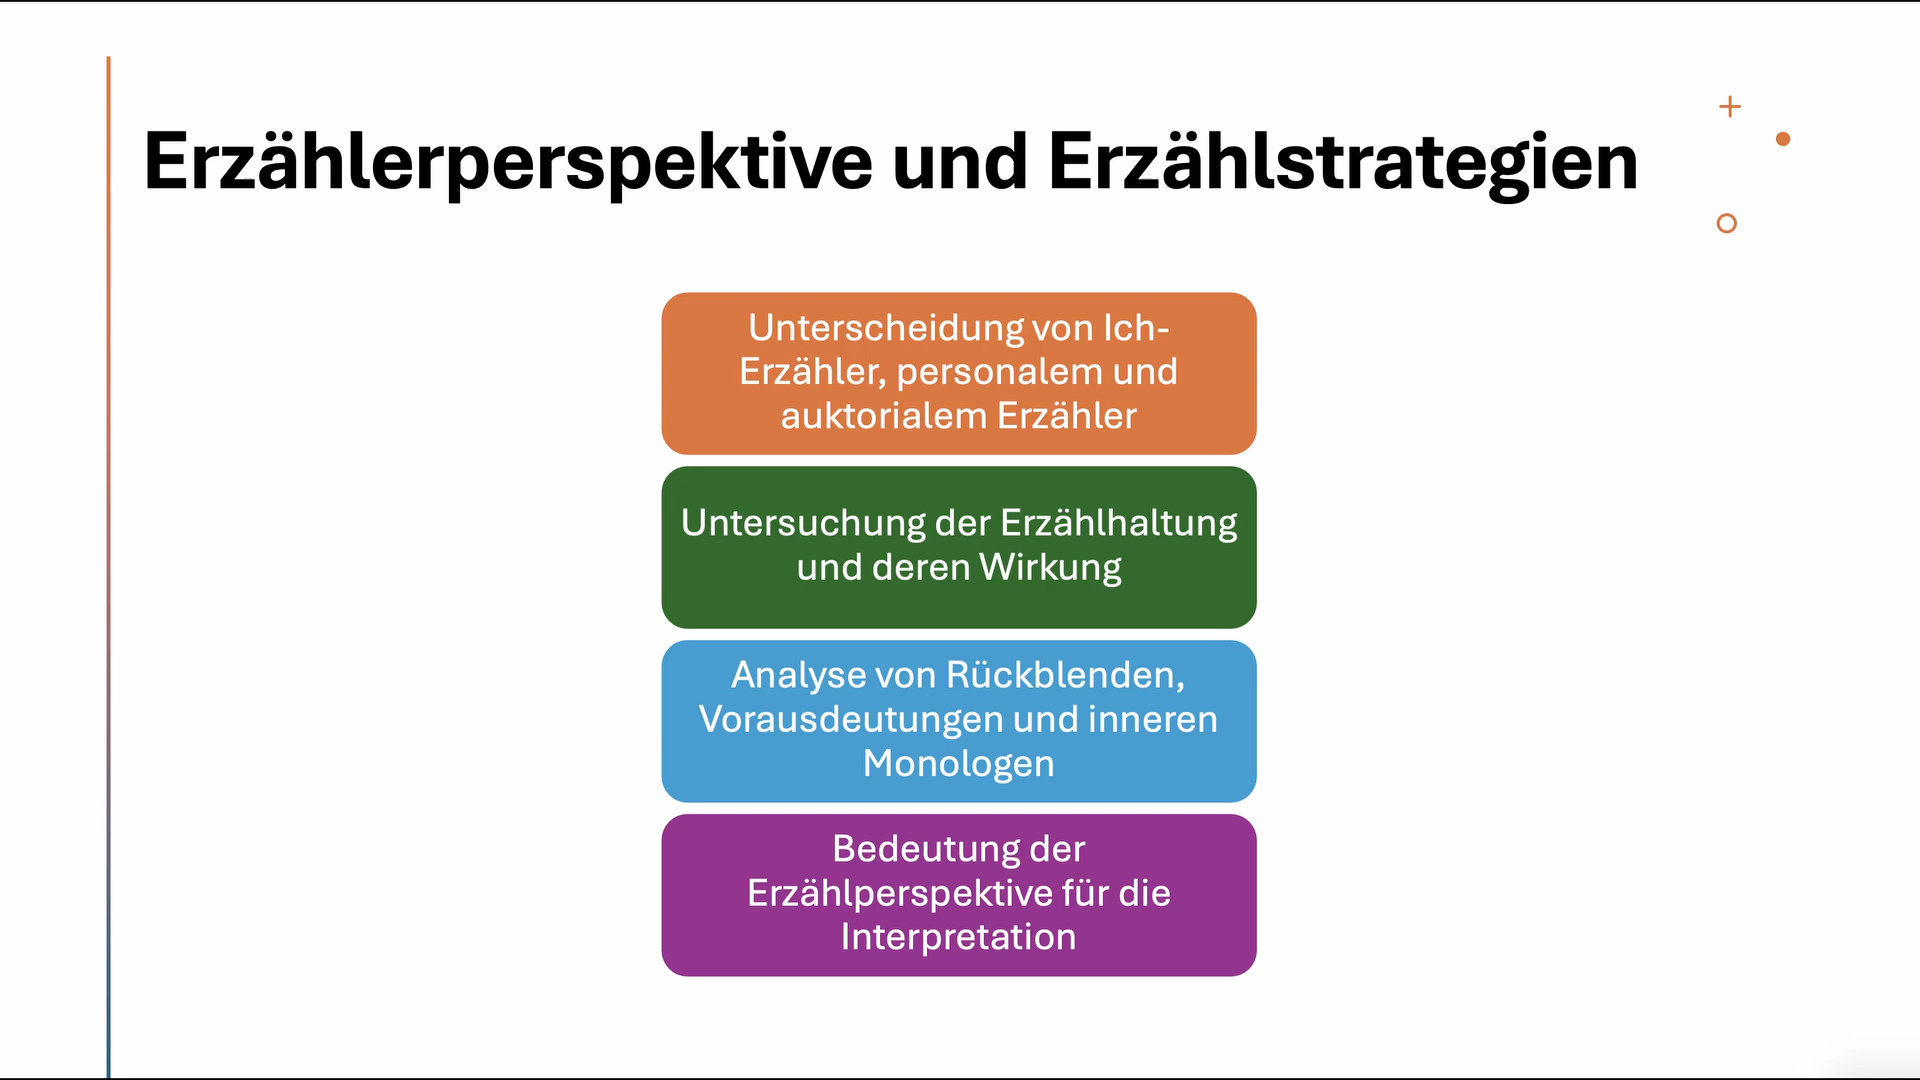 Erzählerperspektive und Erzählstrategien
Unterscheidung von Ich-
Erzähler, personalem und
auktorialem Erzähler
Untersuchung der Erzählhaltung
und deren Wirkung
Analyse von Rückblenden,
Vorausdeutungen und inneren
Monologen
Bedeutung der
Erzählperspektive für die
Interpretation